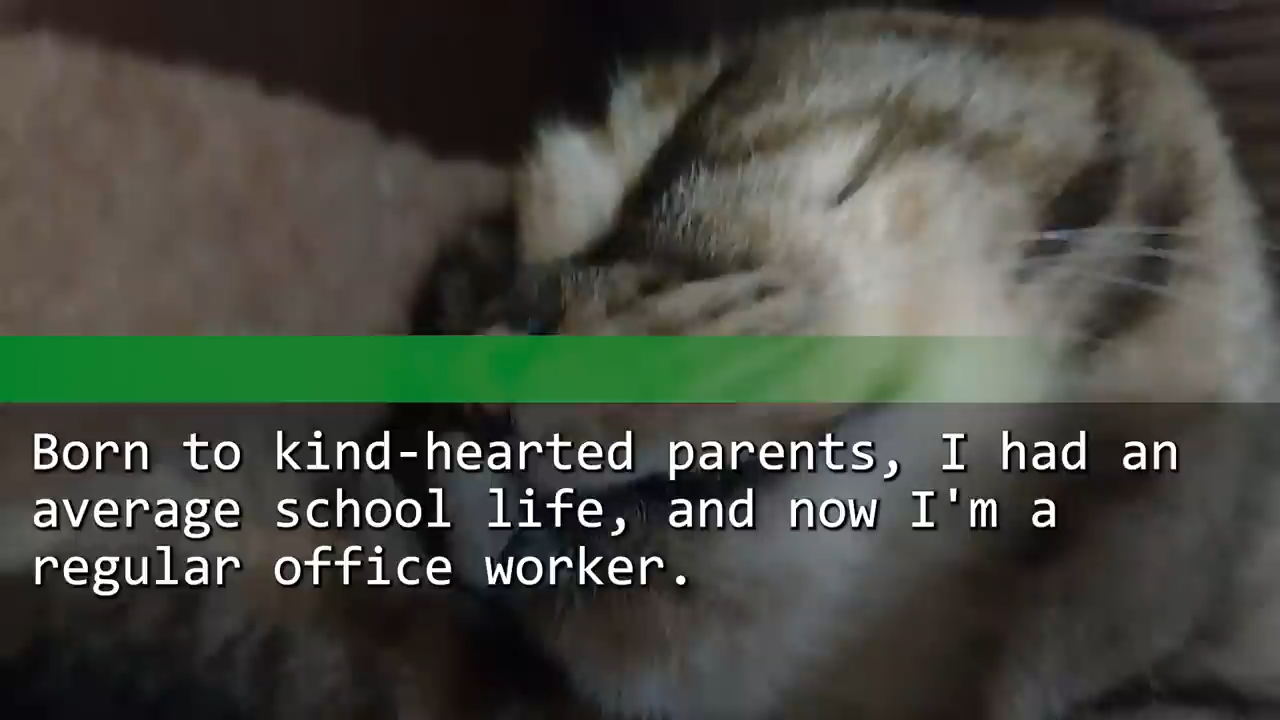 Born to kind-hearted parents, I had an
average school life, and now I'm a
regular office worker.